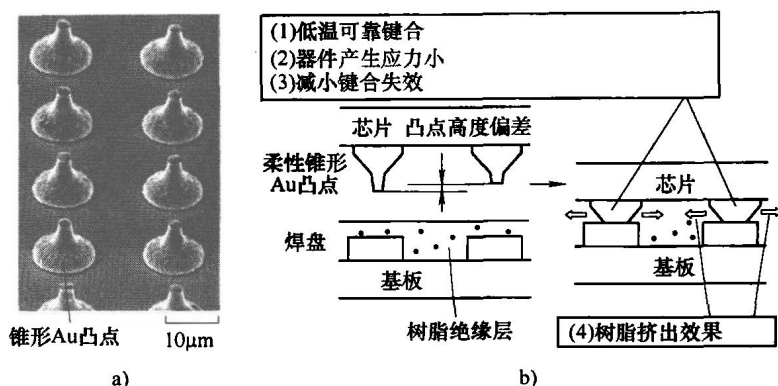 锥形Au凸点
10μm
a)
(1)低温可靠键合
(2)器件产生应力小
(3)减小键合失效
芯片 凸点高度偏差
柔性锥形
Au凸点
焊盘
基板
树脂绝缘层
芯片
基板
(4)树脂挤出效果
b)